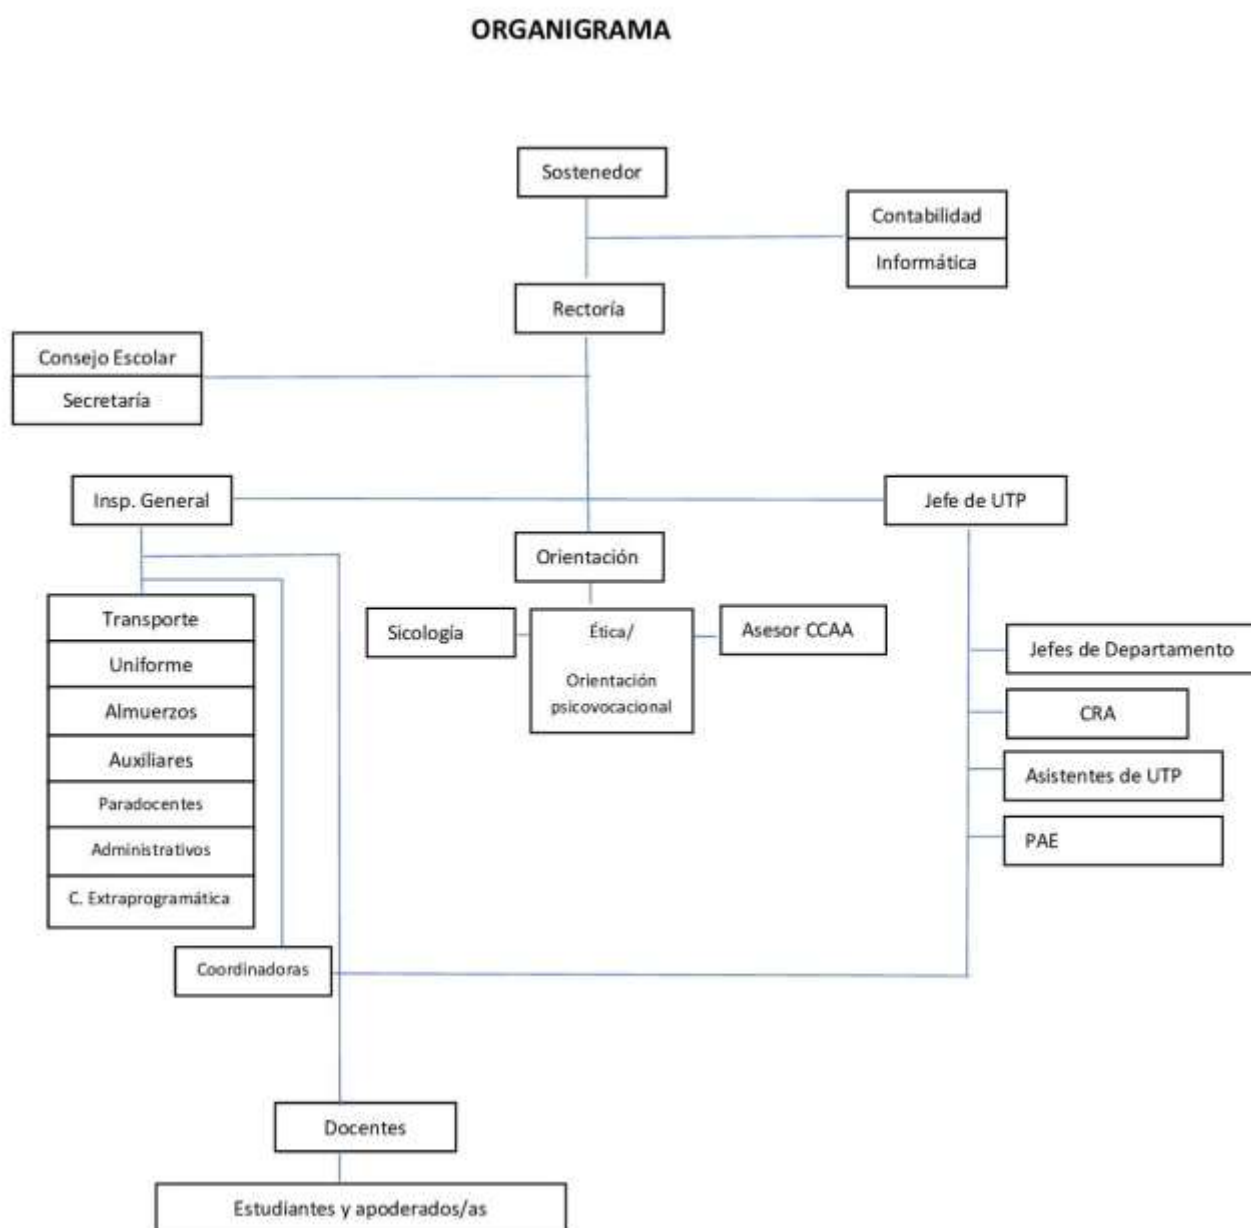 ORGANIGRAMA
Sostenedor
Contabilidad
Informática
Rectoría
Consejo Escolar
Secretaría
Insp. General
Jefe de UTP
Orientación
Transporte
Uniforme
Almuerzos
Auxiliares
Paradocentes
Administrativos
C. Extraprogramática
Sicología
Ética/
Orientación
psicovocacional
Asesor CCAA
Jefes de Departamento
CRA
Asistentes de UTP
PAE
Coordinadoras
Docentes
Estudiantes y apoderados/as